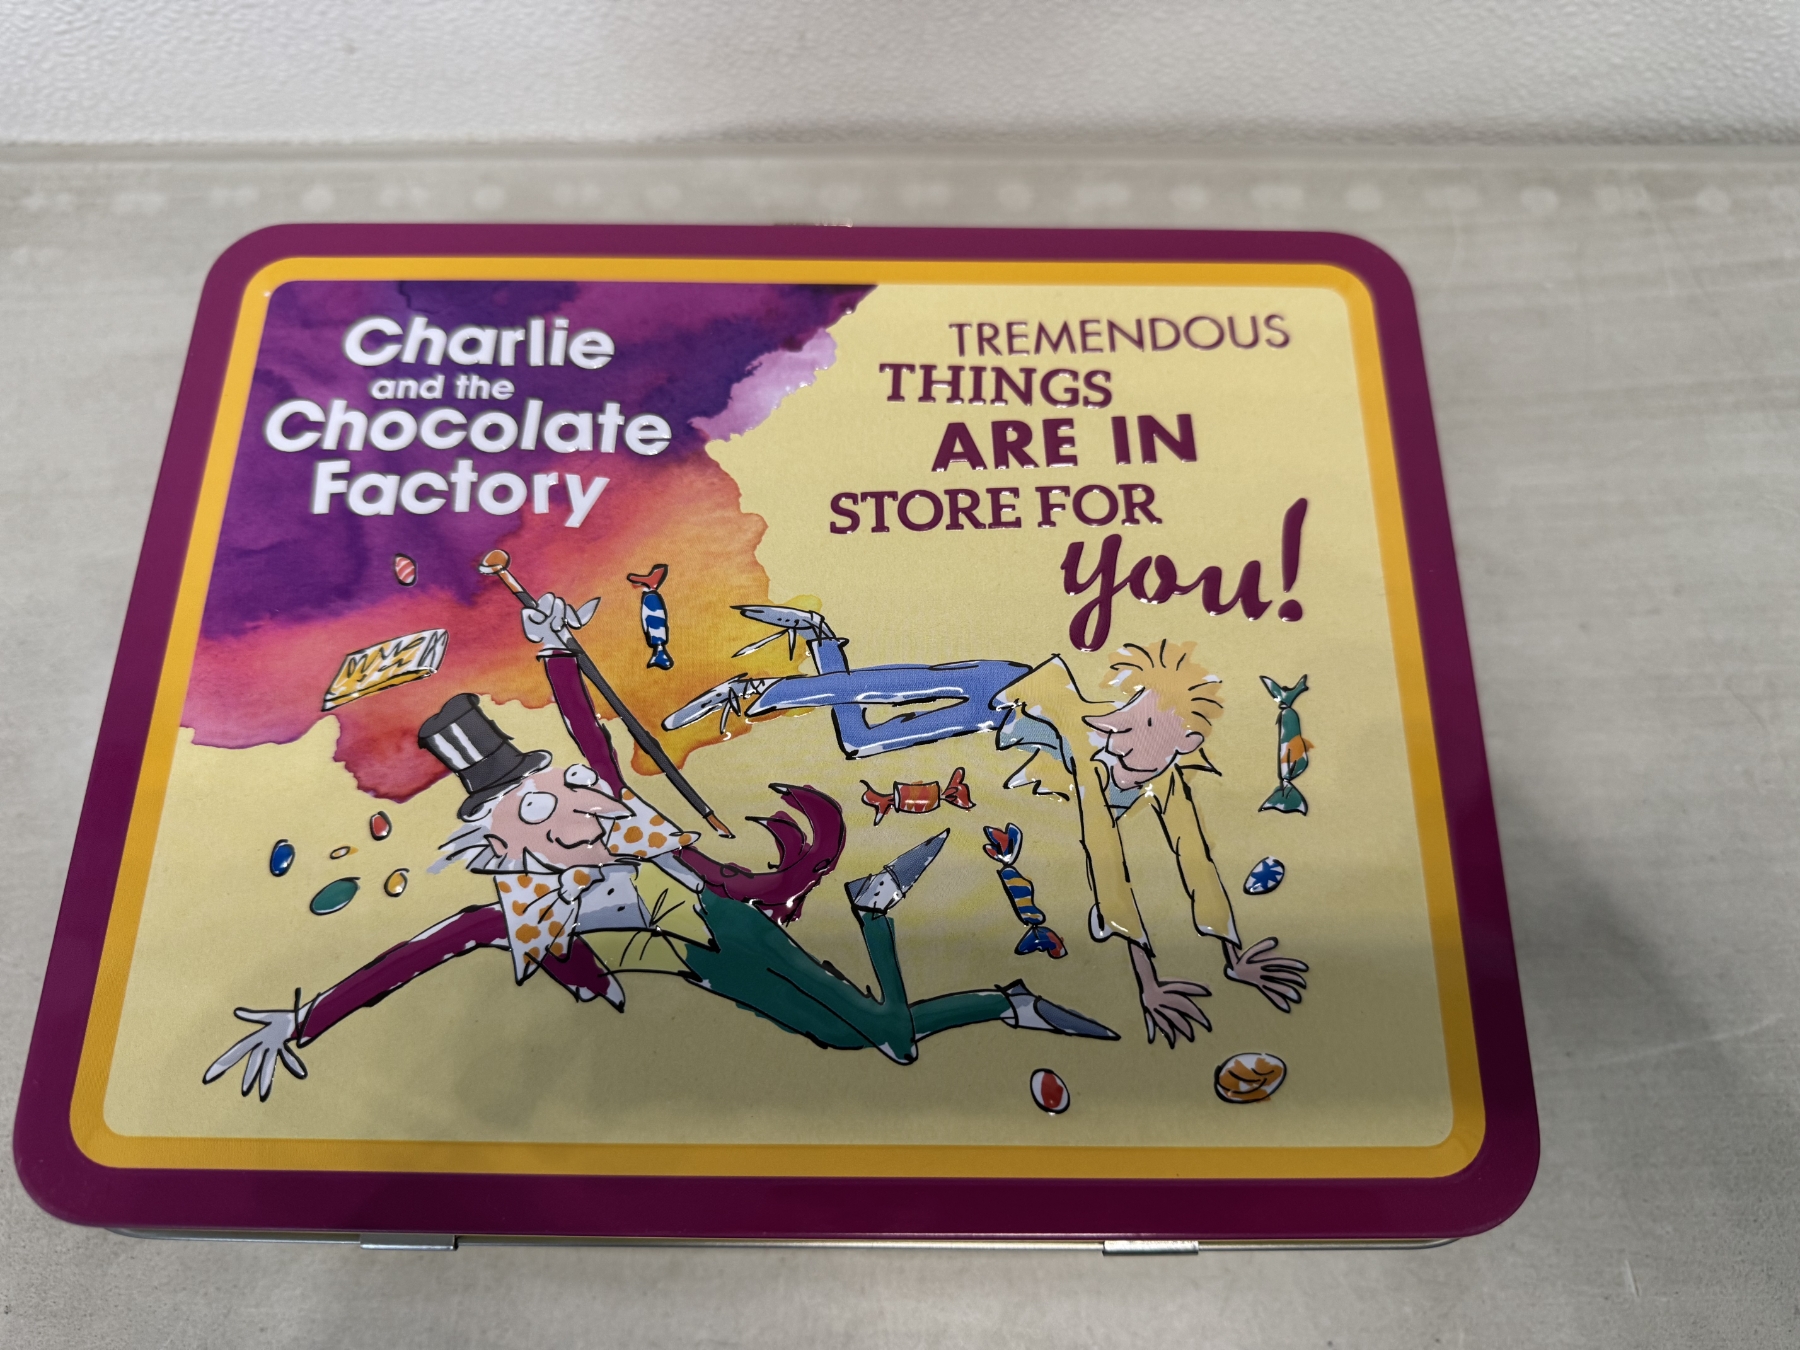 Charlie
and the
Chocolate
Factory
TREMENDOUS
THINGS
ARE IN
STORE FOR
you!